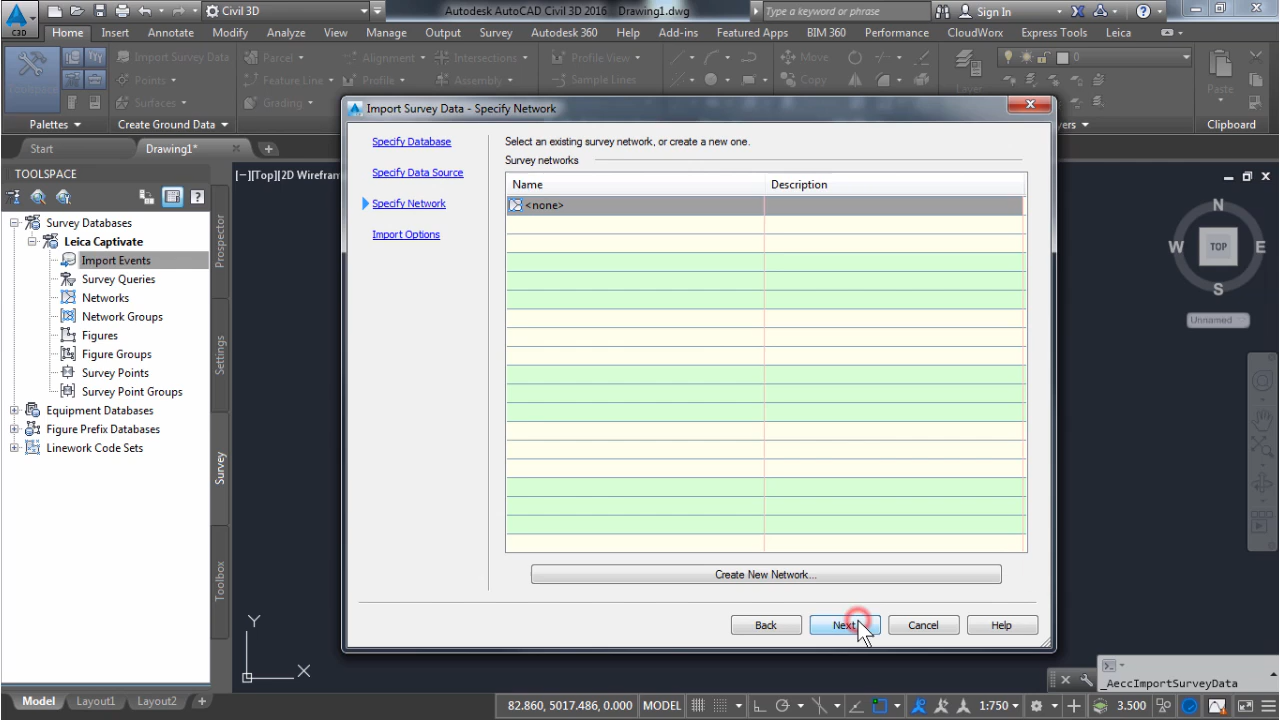 Civil 3D
Autodesk AutoCAD Civil 3D 2016 Drawing1.dwg
Type a keyword or phrase
Sign In
C3D
Home Insert Annotate Modify Analyze View Manage Output Survey Autodesk 360 Help Add-ins Featured Apps BIM 360 Performance CloudWorx Express Tools Leica
Import Survey Data
Parcel
Alignment
Intersections
Profile View
Move
Toolspace
Points
Feature Line
Profile
Assembly
Sample Lines
Copy
Layer
Paste
Surfaces
Grading
Palettes
Create Ground Data
Clipboard
Start
Drawing1*
Import Survey Data - Specify Network
TOOLSPACE
[−][Top][2D Wirefram
Survey Databases
Leica Captivate
Import Events
Survey Queries
Networks
Network Groups
Figures
Figure Groups
Survey Points
Survey Point Groups
Equipment Databases
Figure Prefix Databases
Linework Code Sets
Prospector
Settings
Survey
Toolbox
Specify Database
Specify Data Source
Specify Network
Import Options
Select an existing survey network, or create a new one.
Survey networks
Name Description
<none>
Create New Network...
Back Next Cancel Help
N
W TOP E
S
Unnamed
Y
X
_AeccImportSurveyData
Model Layout1 Layout2
82.860, 5017.486, 0.000 MODEL
1:750
3.500